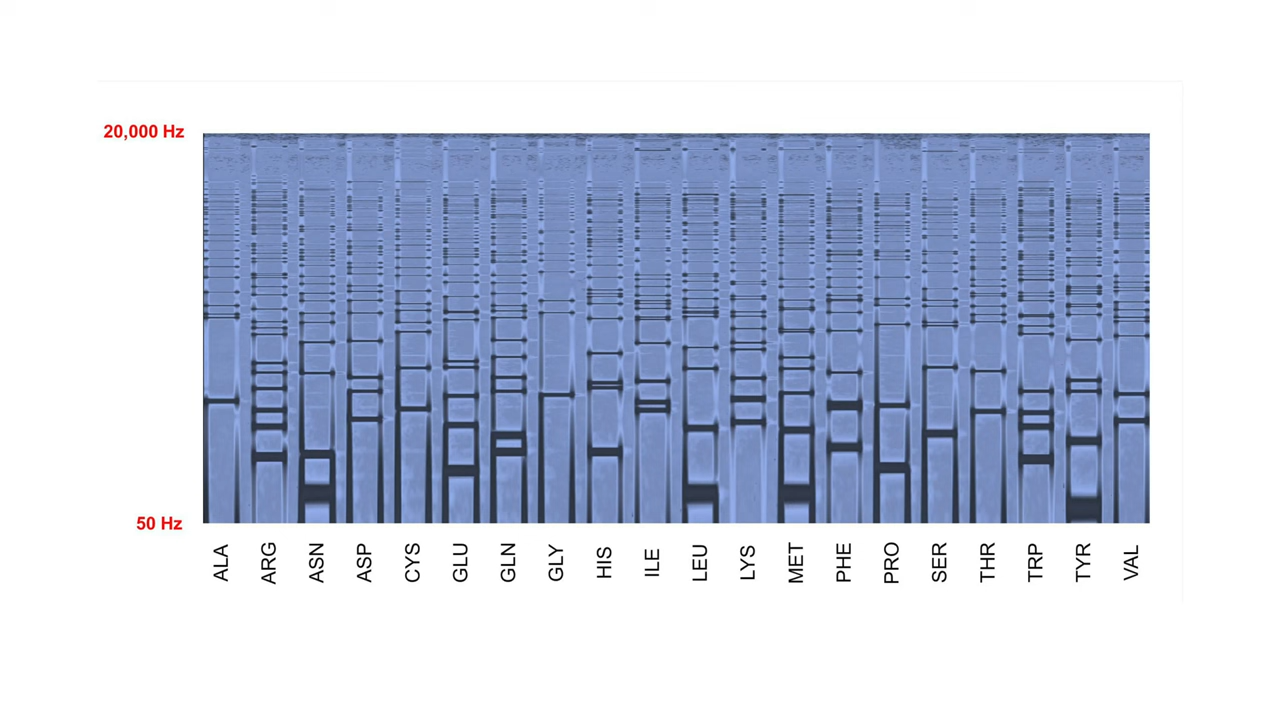 20,000 Hz
50 Hz
ALA ARG ASN ASP CYS GLU GLN GLY HIS ILE LEU LYS MET PHE PRO SER THR TRP TYR VAL